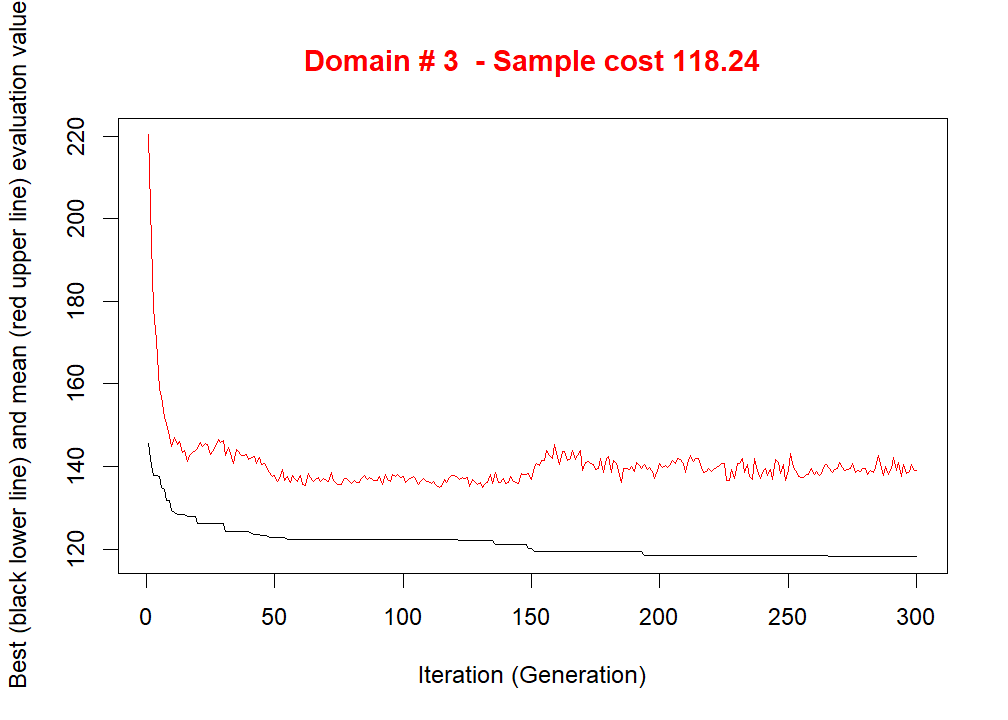 Domain # 3  - Sample cost 118.24
Best (black lower line) and mean (red upper line) evaluation value
220
200
180
160
140
120
0 50 100 150 200 250 300
Iteration (Generation)